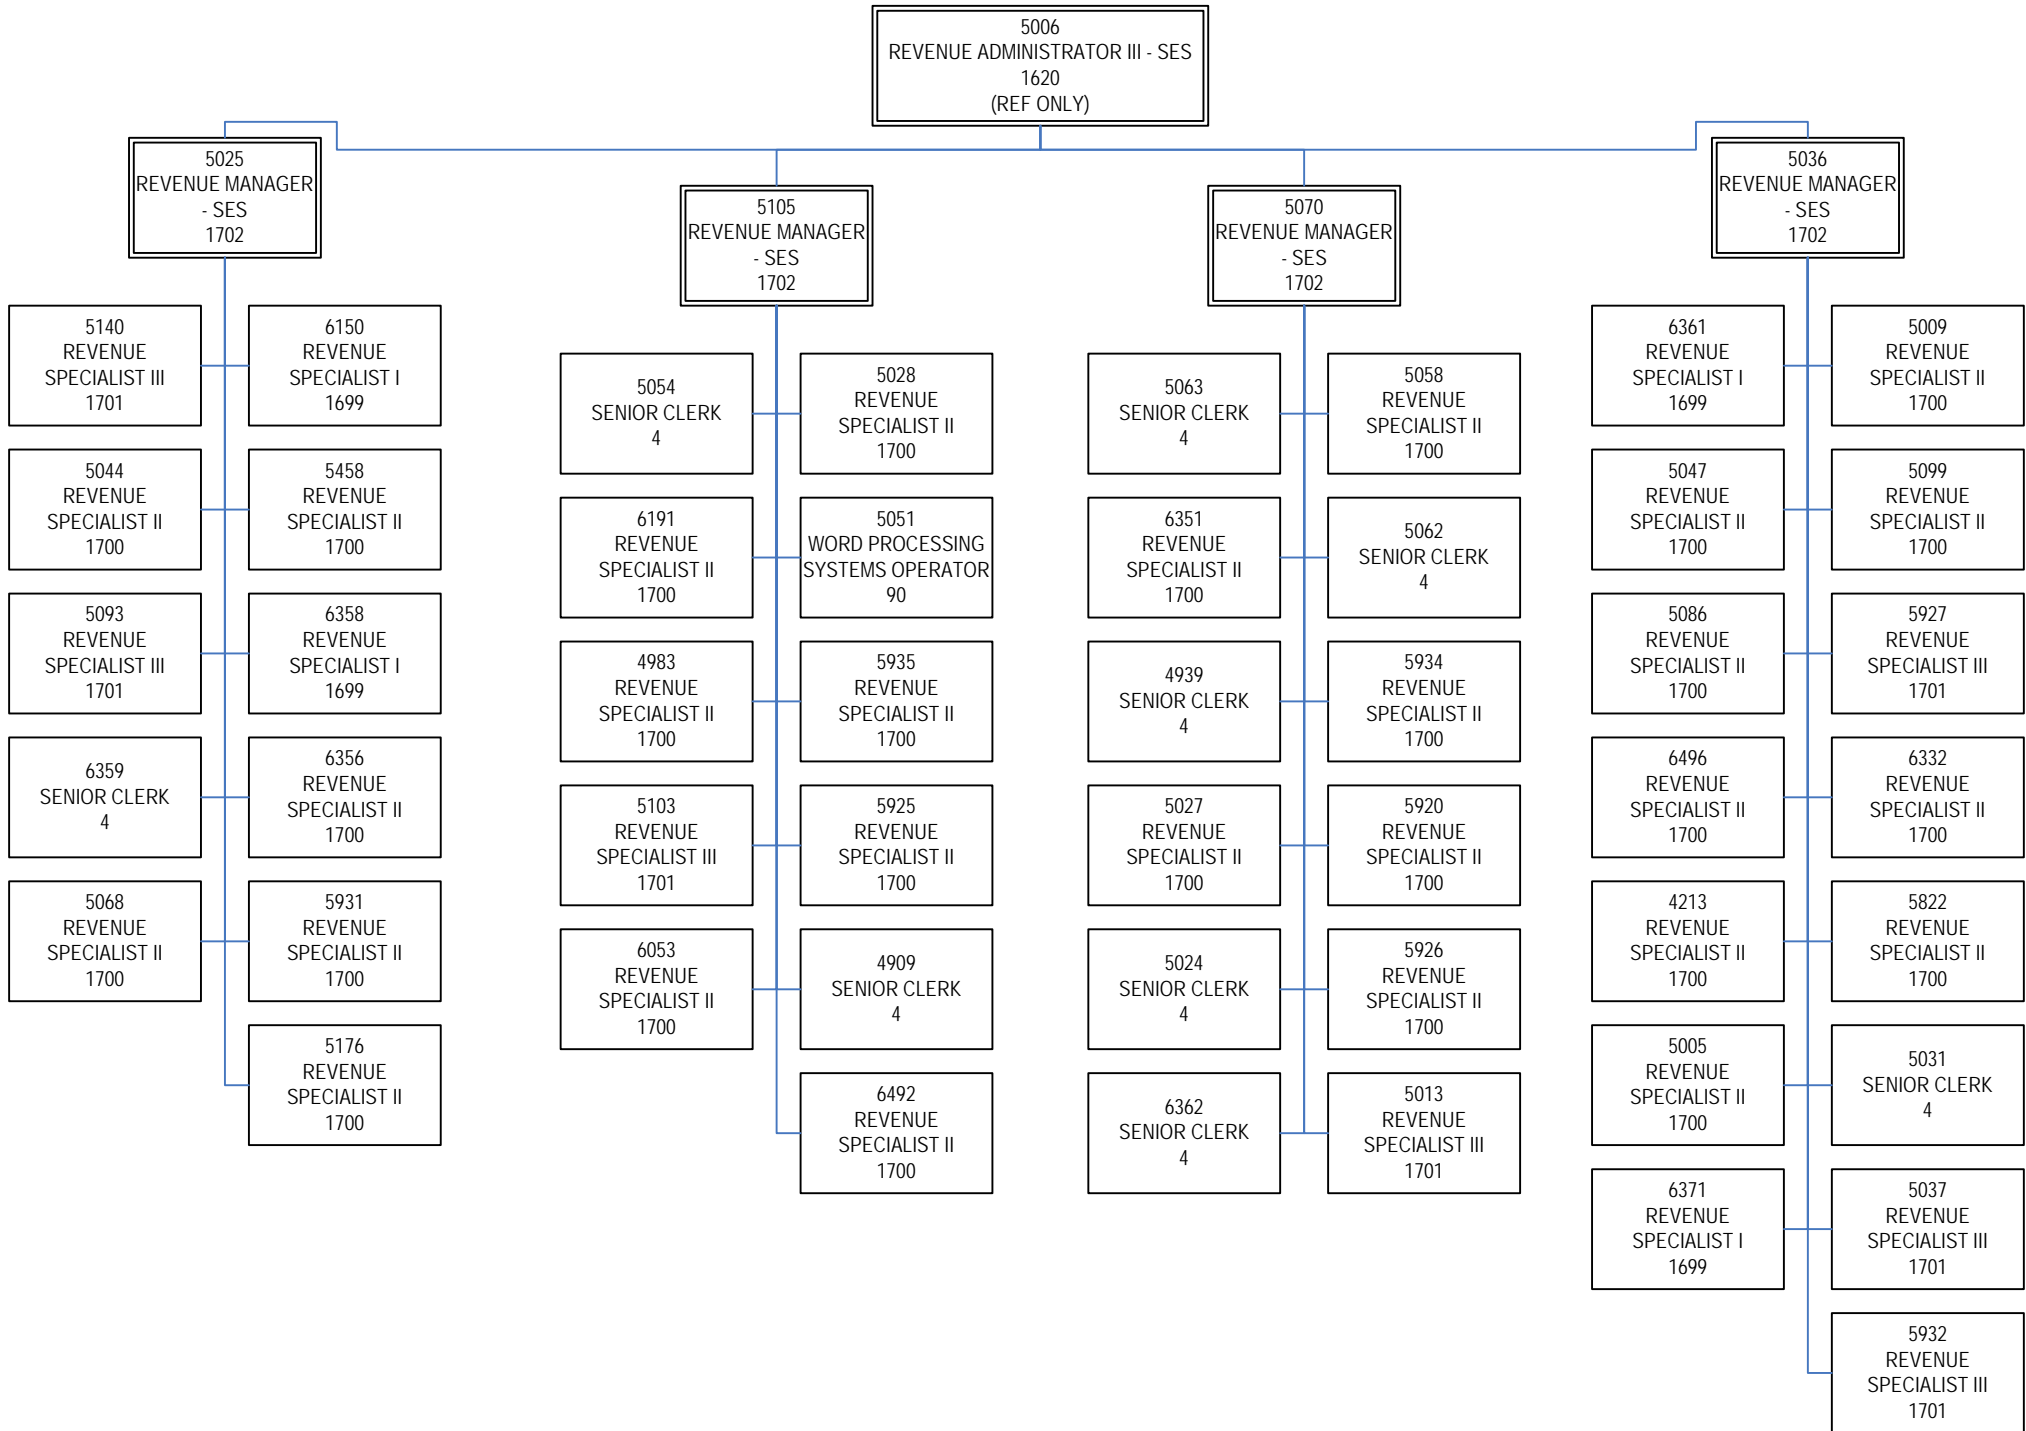 5006
REVENUE ADMINISTRATOR III - SES
1620
(REF ONLY)
5025
REVENUE MANAGER
- SES
1702
5105
REVENUE MANAGER
- SES
1702
5070
REVENUE MANAGER
- SES
1702
5036
REVENUE MANAGER
- SES
1702
5140
REVENUE
SPECIALIST III
1701
6150
REVENUE
SPECIALIST I
1699
5044
REVENUE
SPECIALIST II
1700
5458
REVENUE
SPECIALIST II
1700
5093
REVENUE
SPECIALIST III
1701
6358
REVENUE
SPECIALIST I
1699
6359
SENIOR CLERK
4
6356
REVENUE
SPECIALIST II
1700
5068
REVENUE
SPECIALIST II
1700
5931
REVENUE
SPECIALIST II
1700
5176
REVENUE
SPECIALIST II
1700
5054
SENIOR CLERK
4
5028
REVENUE
SPECIALIST II
1700
6191
REVENUE
SPECIALIST II
1700
5051
WORD PROCESSING
SYSTEMS OPERATOR
90
4983
REVENUE
SPECIALIST II
1700
5935
REVENUE
SPECIALIST II
1700
5103
REVENUE
SPECIALIST III
1701
5925
REVENUE
SPECIALIST II
1700
6053
REVENUE
SPECIALIST II
1700
4909
SENIOR CLERK
4
6492
REVENUE
SPECIALIST II
1700
5063
SENIOR CLERK
4
5058
REVENUE
SPECIALIST II
1700
6351
REVENUE
SPECIALIST II
1700
5062
SENIOR CLERK
4
4939
SENIOR CLERK
4
5934
REVENUE
SPECIALIST II
1700
5027
REVENUE
SPECIALIST II
1700
5920
REVENUE
SPECIALIST II
1700
5024
SENIOR CLERK
4
5926
REVENUE
SPECIALIST II
1700
6362
SENIOR CLERK
4
5013
REVENUE
SPECIALIST III
1701
6361
REVENUE
SPECIALIST I
1699
5009
REVENUE
SPECIALIST II
1700
5047
REVENUE
SPECIALIST II
1700
5099
REVENUE
SPECIALIST II
1700
5086
REVENUE
SPECIALIST II
1700
5927
REVENUE
SPECIALIST III
1701
6496
REVENUE
SPECIALIST II
1700
6332
REVENUE
SPECIALIST II
1700
4213
REVENUE
SPECIALIST II
1700
5822
REVENUE
SPECIALIST II
1700
5005
REVENUE
SPECIALIST II
1700
5031
SENIOR CLERK
4
6371
REVENUE
SPECIALIST I
1699
5037
REVENUE
SPECIALIST III
1701
5932
REVENUE
SPECIALIST III
1701